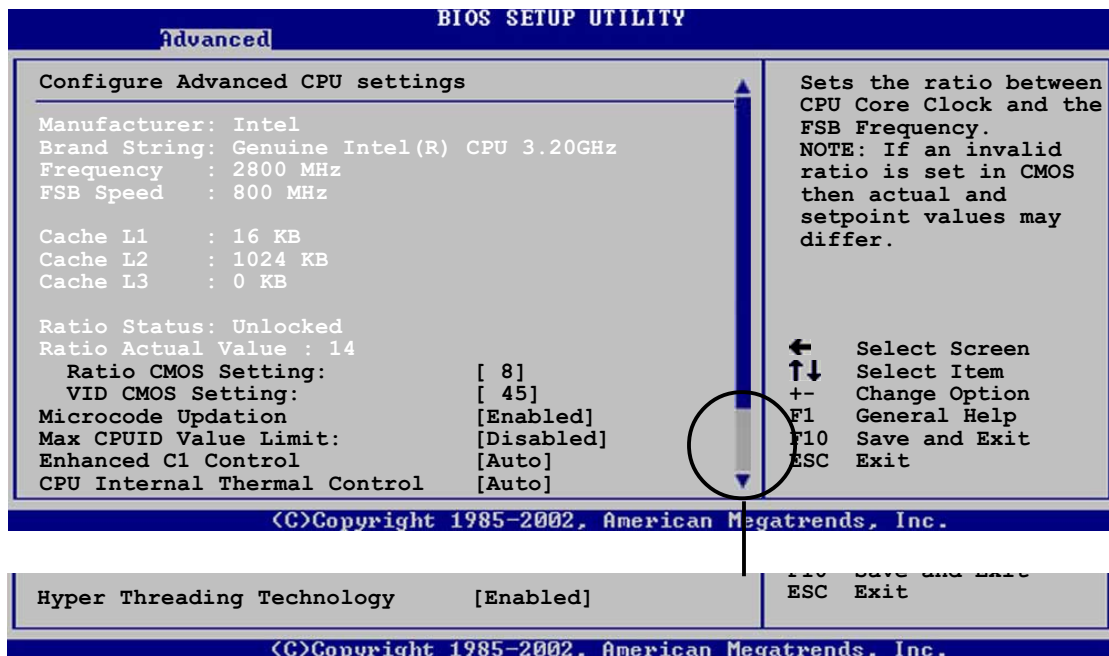 BIOS SETUP UTILITY
Advanced
Configure Advanced CPU settings
Manufacturer: Intel
Brand String: Genuine Intel(R) CPU 3.20GHz
Frequency : 2800 MHz
FSB Speed : 800 MHz
Cache L1 : 16 KB
Cache L2 : 1024 KB
Cache L3 : 0 KB
Ratio Status: Unlocked
Ratio Actual Value : 14
Ratio CMOS Setting: [ 8]
VID CMOS Setting: [ 45]
Microcode Updation [Enabled]
Max CPUID Value Limit: [Disabled]
Enhanced C1 Control [Auto]
CPU Internal Thermal Control [Auto]
Sets the ratio between
CPU Core Clock and the
FSB Frequency.
NOTE: If an invalid
ratio is set in CMOS
then actual and
setpoint values may
differ.
← Select Screen
↑↓ Select Item
+- Change Option
F1 General Help
F10 Save and Exit
ESC Exit
(C)Copyright 1985-2002, American Megatrends, Inc.
F10 Save and Exit
Hyper Threading Technology [Enabled]
ESC Exit
(C)Copyright 1985-2002, American Megatrends, Inc.